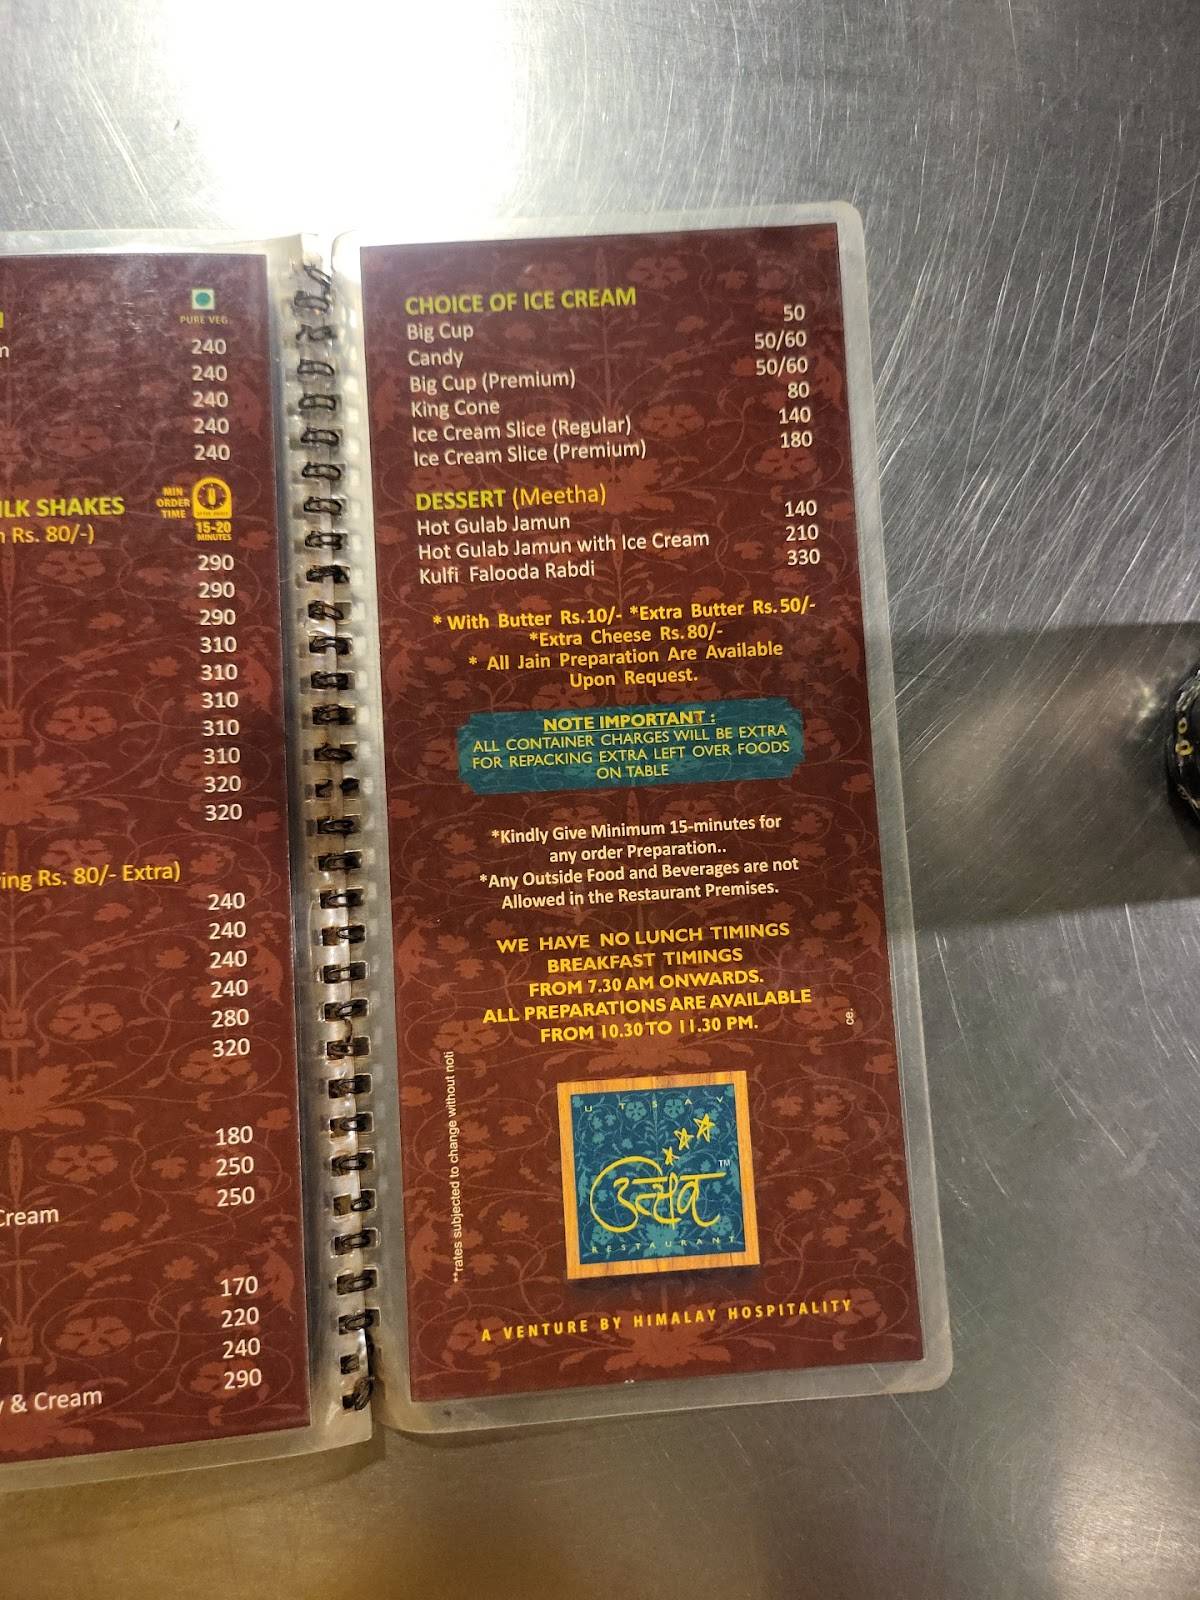 PURE VEG
240
240
240
240
240
LK SHAKES
MIN
ORDER
TIME
15-20
MINUTES
Rs. 80/-)
290
290
290
310
310
310
310
310
320
320
ing Rs. 80/- Extra)
240
240
240
240
280
320
180
250
250
Cream
170
220
240
290
& Cream
CHOICE OF ICE CREAM
Big Cup 50
Candy 50/60
Big Cup (Premium) 50/60
King Cone 80
Ice Cream Slice (Regular) 140
Ice Cream Slice (Premium) 180
DESSERT (Meetha)
Hot Gulab Jamun 140
Hot Gulab Jamun with Ice Cream 210
Kulfi Falooda Rabdi 330
* With Butter Rs.10/- *Extra Butter Rs.50/-
*Extra Cheese Rs.80/-
* All Jain Preparation Are Available
Upon Request.
NOTE IMPORTANT :
ALL CONTAINER CHARGES WILL BE EXTRA
FOR REPACKING EXTRA LEFT OVER FOODS
ON TABLE
*Kindly Give Minimum 15-minutes for
any order Preparation..
*Any Outside Food and Beverages are not
Allowed in the Restaurant Premises.
WE HAVE NO LUNCH TIMINGS
BREAKFAST TIMINGS
FROM 7.30 AM ONWARDS.
ALL PREPARATIONS ARE AVAILABLE
FROM 10.30 TO 11.30 PM.
**rates subjected to change without noti
ce.
UTSAV
उत्सव TM
RESTAURANT
A VENTURE BY HIMALAY HOSPITALITY